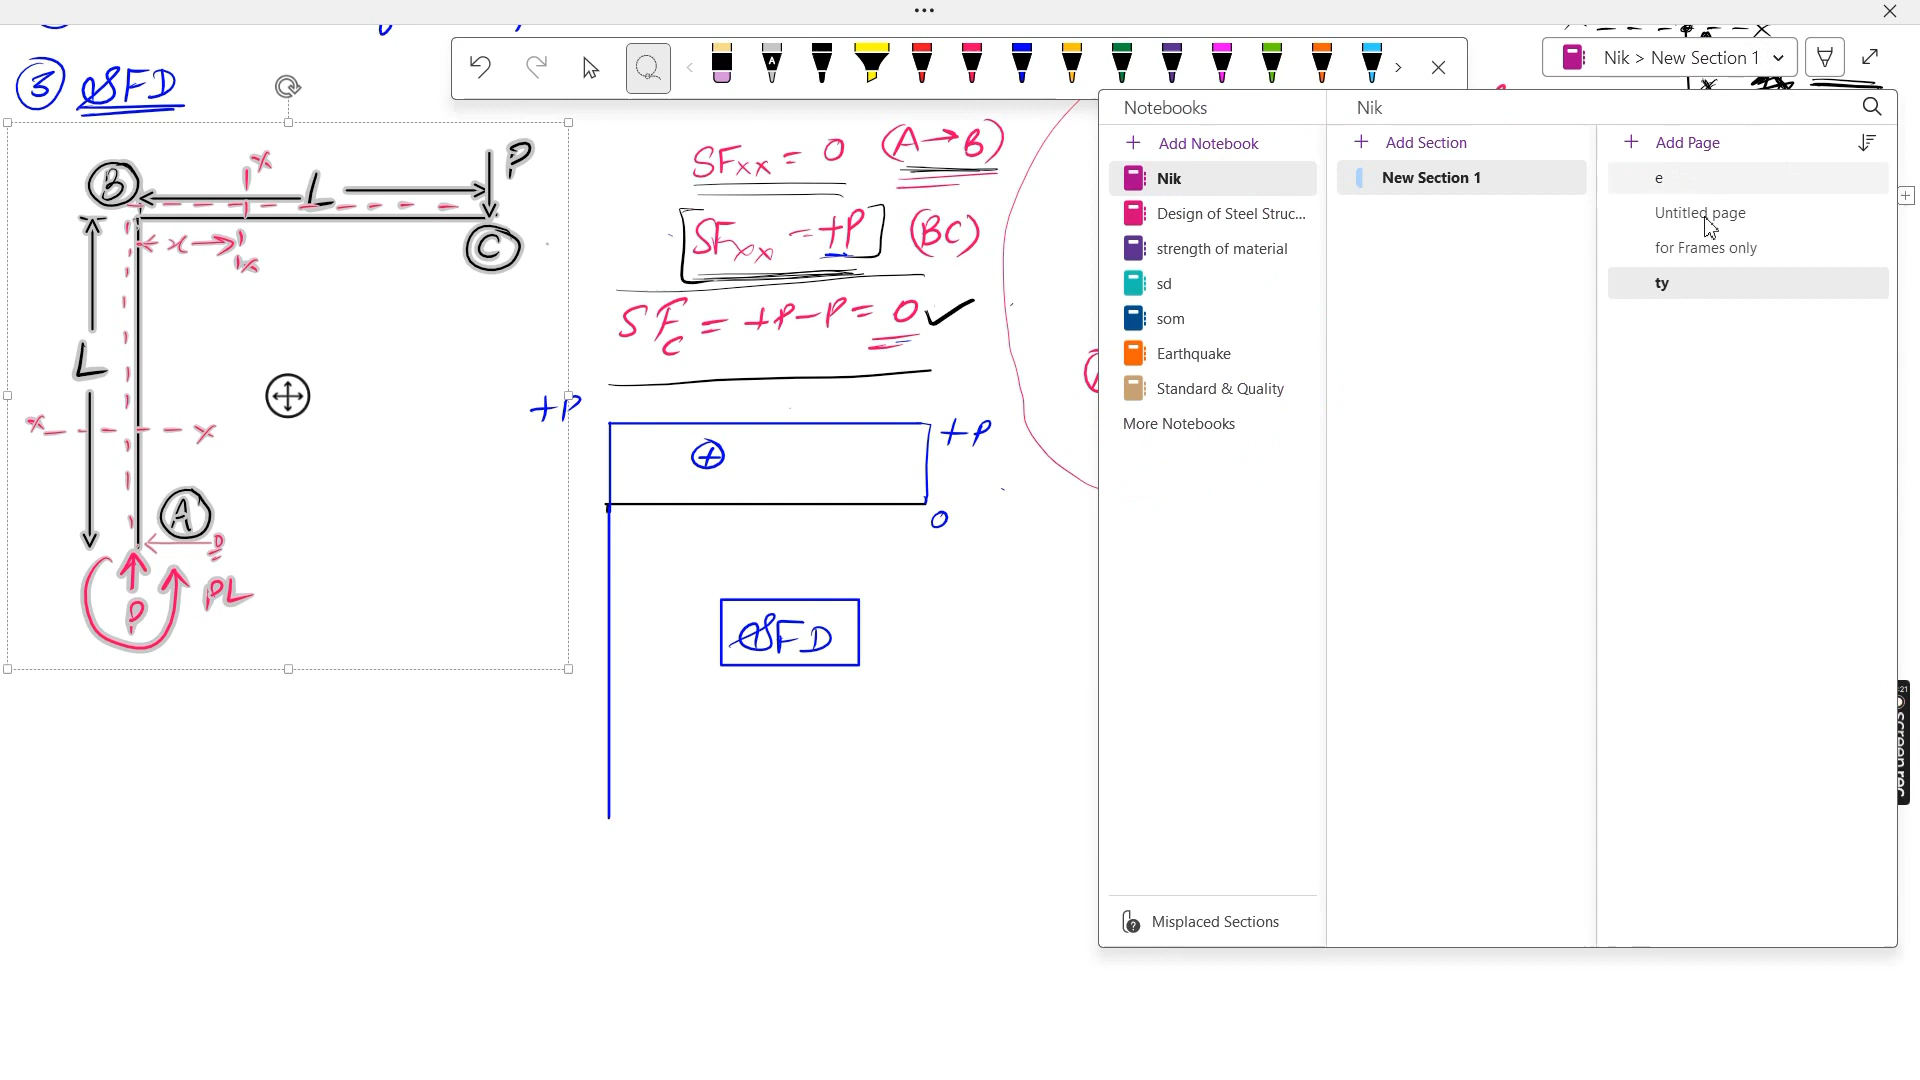 Nik > New Section 1
③ SFD
Notebooks
Nik
Add Notebook
Add Section
Add Page
Nik
New Section 1
e
Design of Steel Struc...
Untitled page
strength of material
for Frames only
sd
ty
som
Earthquake
Standard & Quality
More Notebooks
Misplaced Sections
B
x
L
P
x
x
C
L
x
x
A
P
PL
SFxx = 0 (A→B)
SFxx = +P (BC)
SFc = +P-P = 0 ✓
+P
+P
⊕
0
SFD
screen rec